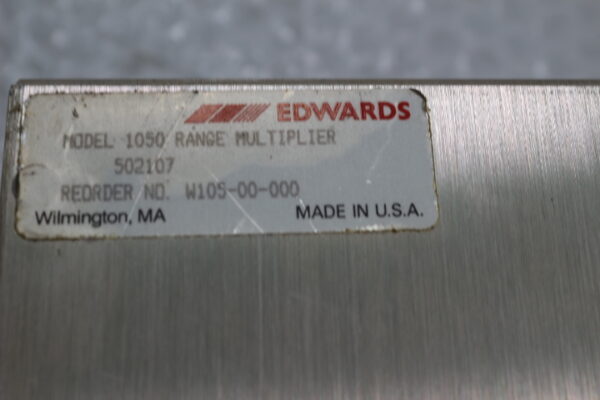 EDWARDS
MODEL 1050 RANGE MULTIPLIER
502107
REORDER NO. W105-00-000
Wilmington, MA MADE IN U.S.A.